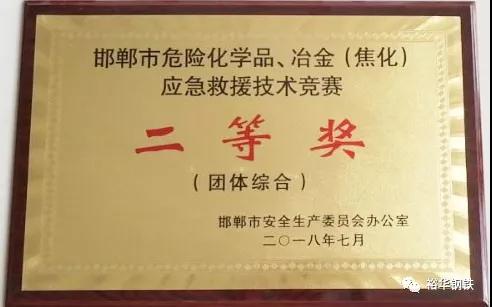 邯郸市危险化学品、冶金（焦化）
应急救援技术竞赛
二等奖
（团体综合）
邯郸市安全生产委员会办公室
二〇一八年七月
裕华钢铁